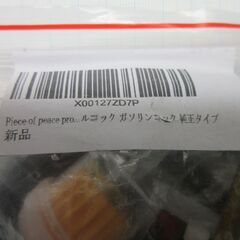 X00127ZD7P
Piece of peace pro...ルコック ガソリンコック 純正タイプ
新品